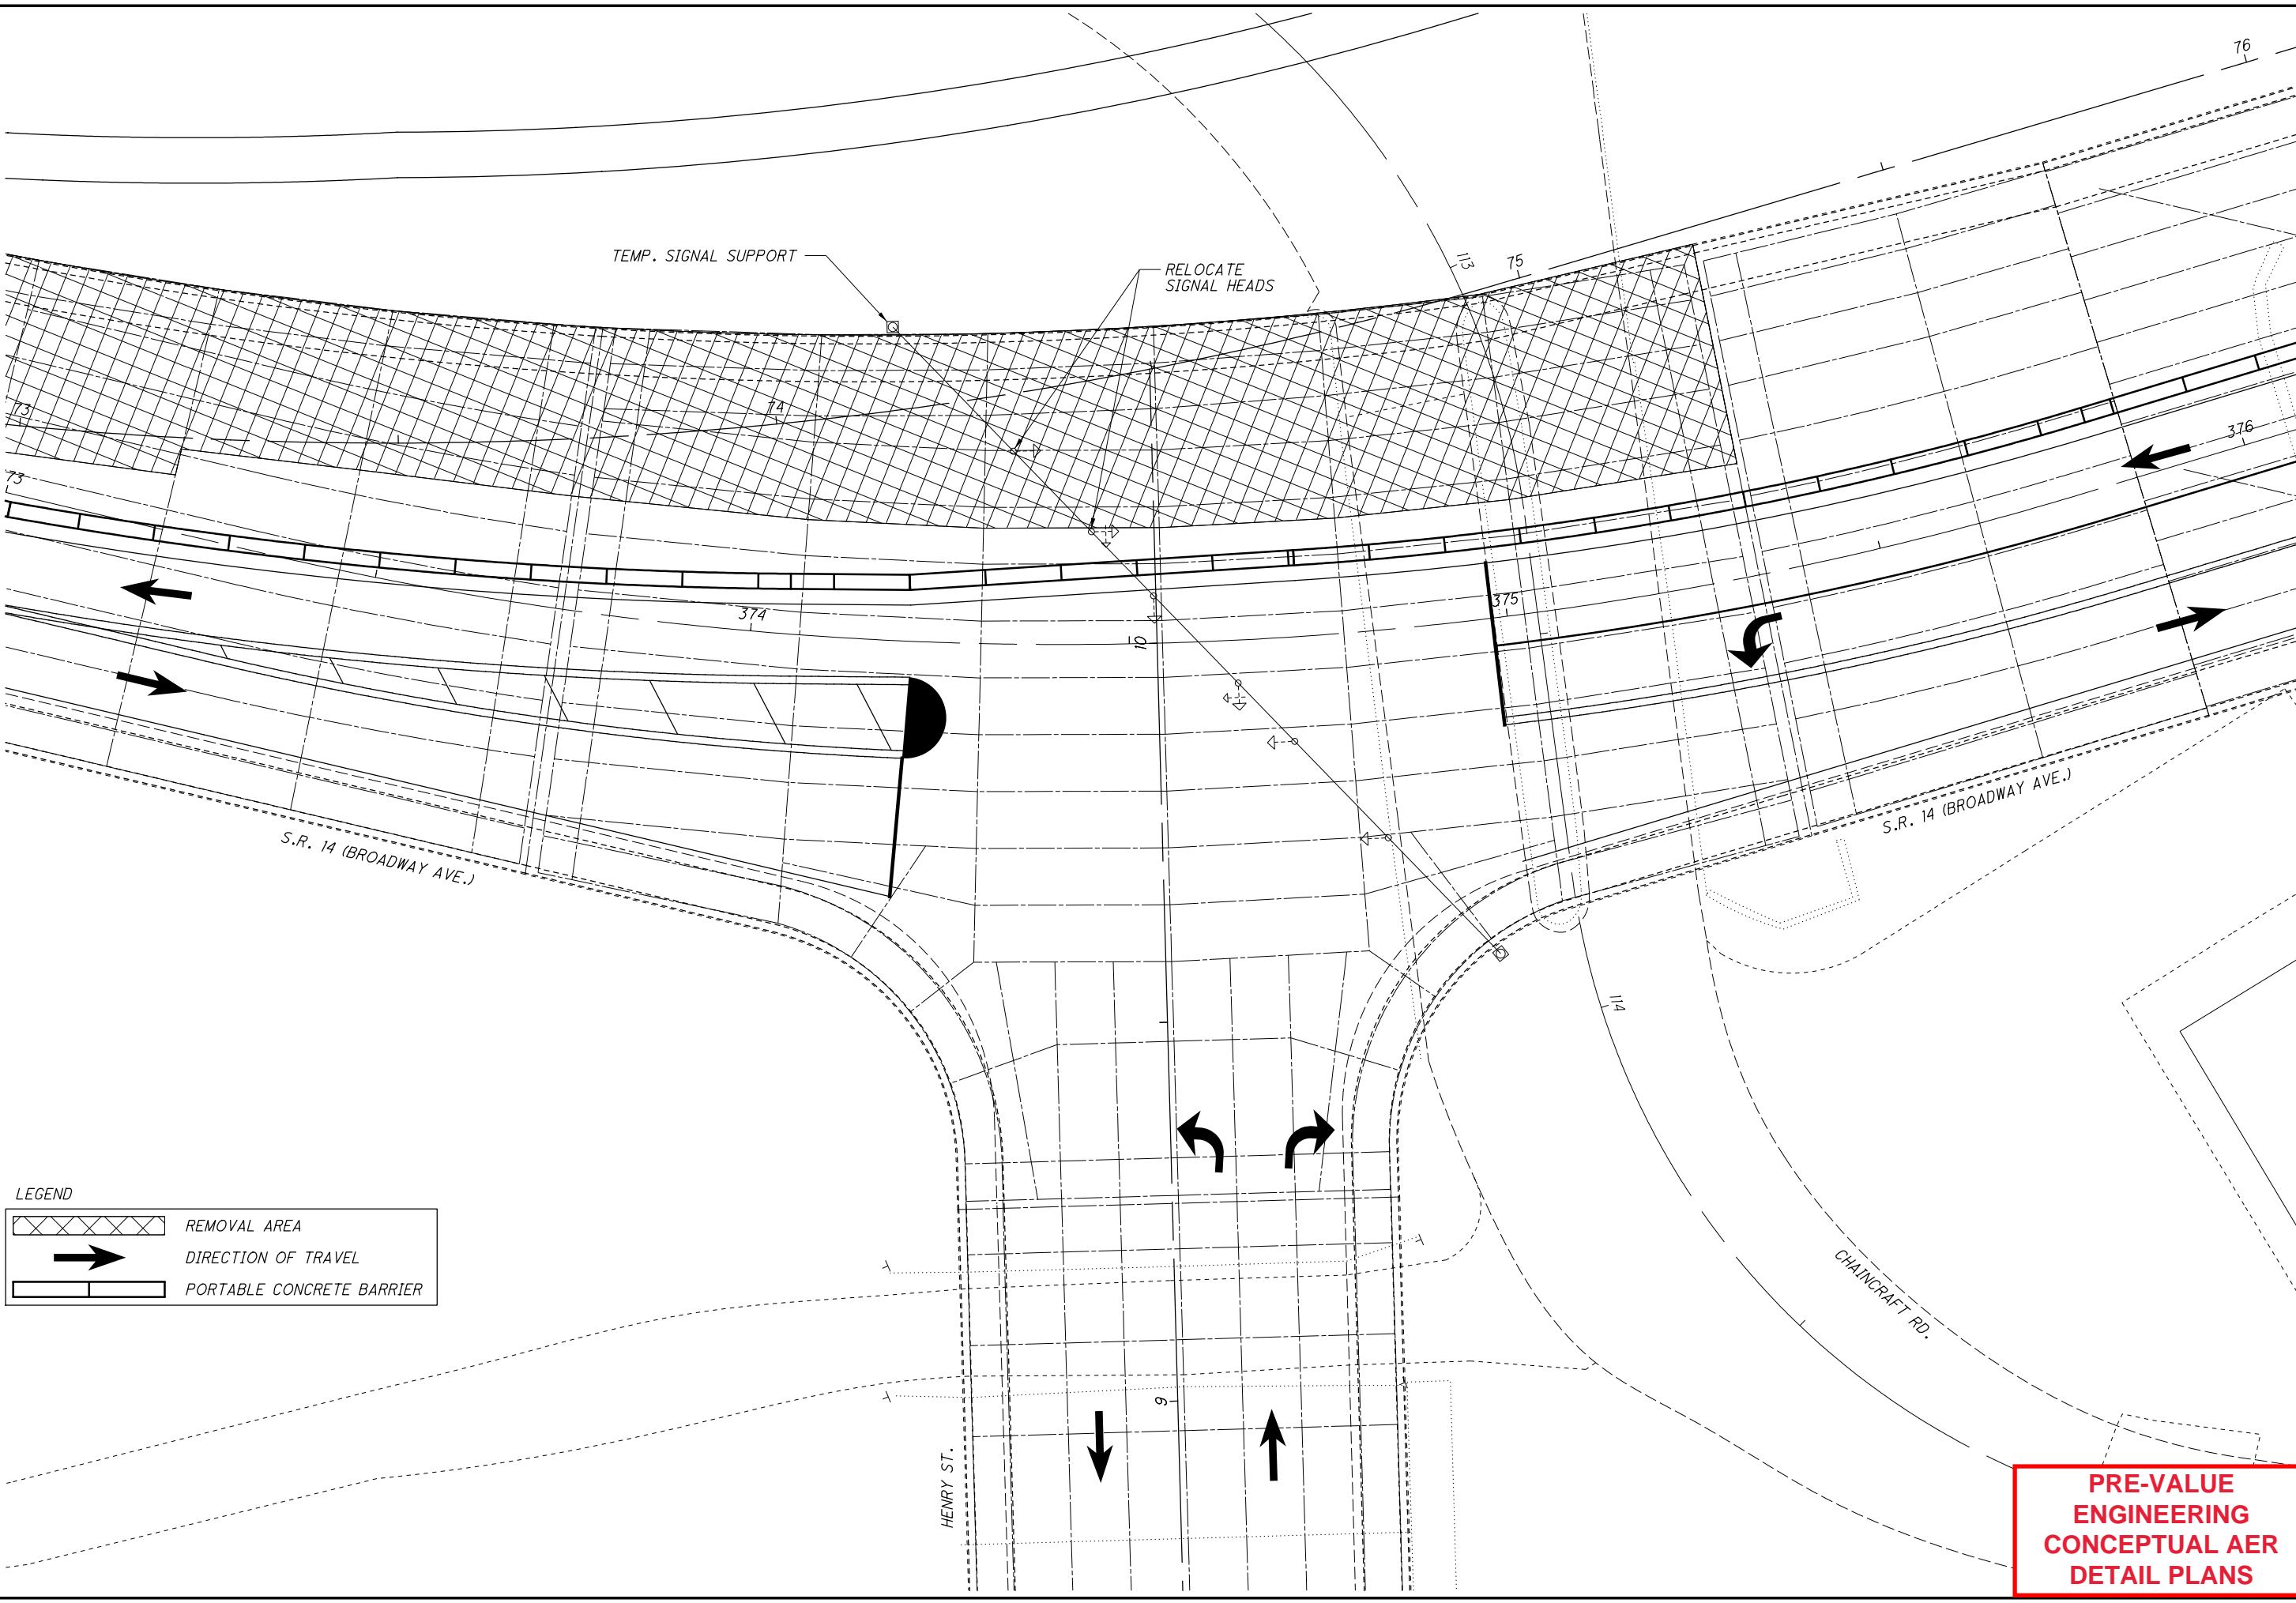 76
TEMP. SIGNAL SUPPORT
RELOCATE
SIGNAL HEADS
113
75
73
74
376
73
374
375
10
S.R. 14 (BROADWAY AVE.)
S.R. 14 (BROADWAY AVE.)
114
LEGEND
REMOVAL AREA
DIRECTION OF TRAVEL
PORTABLE CONCRETE BARRIER
CHAINCRAFT RD.
9
HENRY ST.
PRE-VALUE
ENGINEERING
CONCEPTUAL AER
DETAIL PLANS